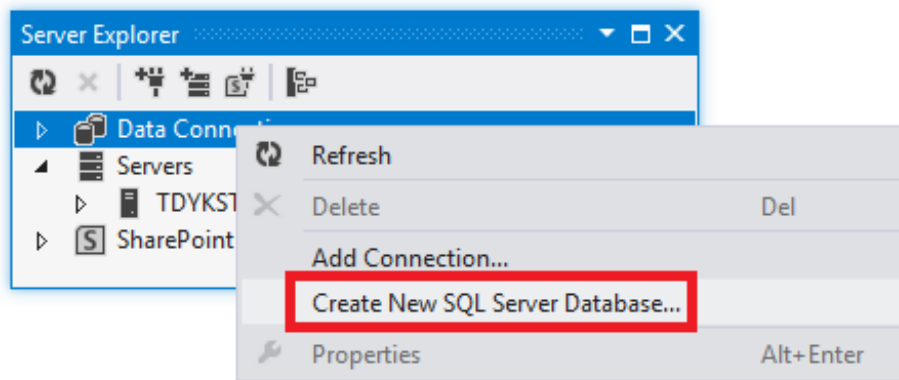 Server Explorer
Data Connecti
Refresh
Servers
TDYKST
Delete Del
SharePoint
Add Connection...
Create New SQL Server Database...
Properties Alt+Enter